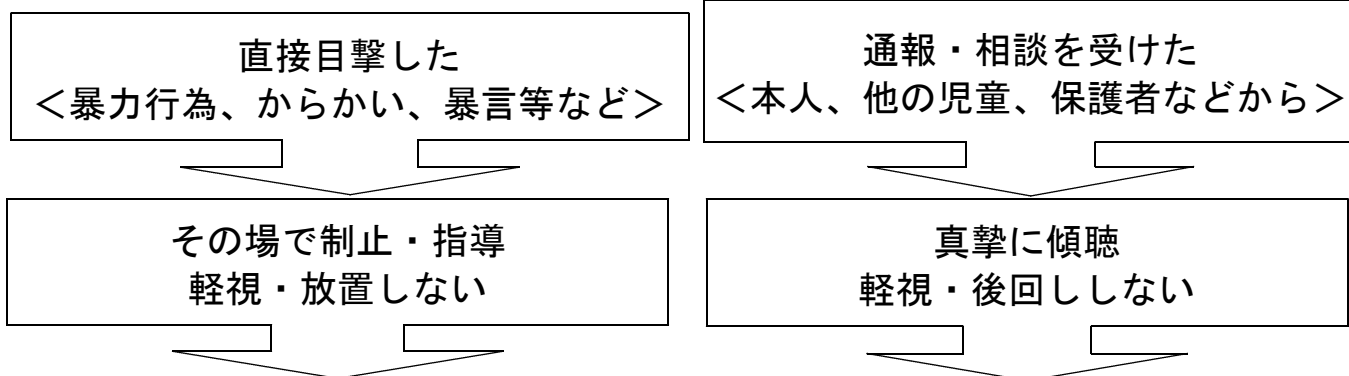 直接目撃した
<暴力行為、からかい、暴言等など>
通報・相談を受けた
<本人、他の児童、保護者などから>
その場で制止・指導
軽視・放置しない
真摯に傾聴
軽視・後回ししない